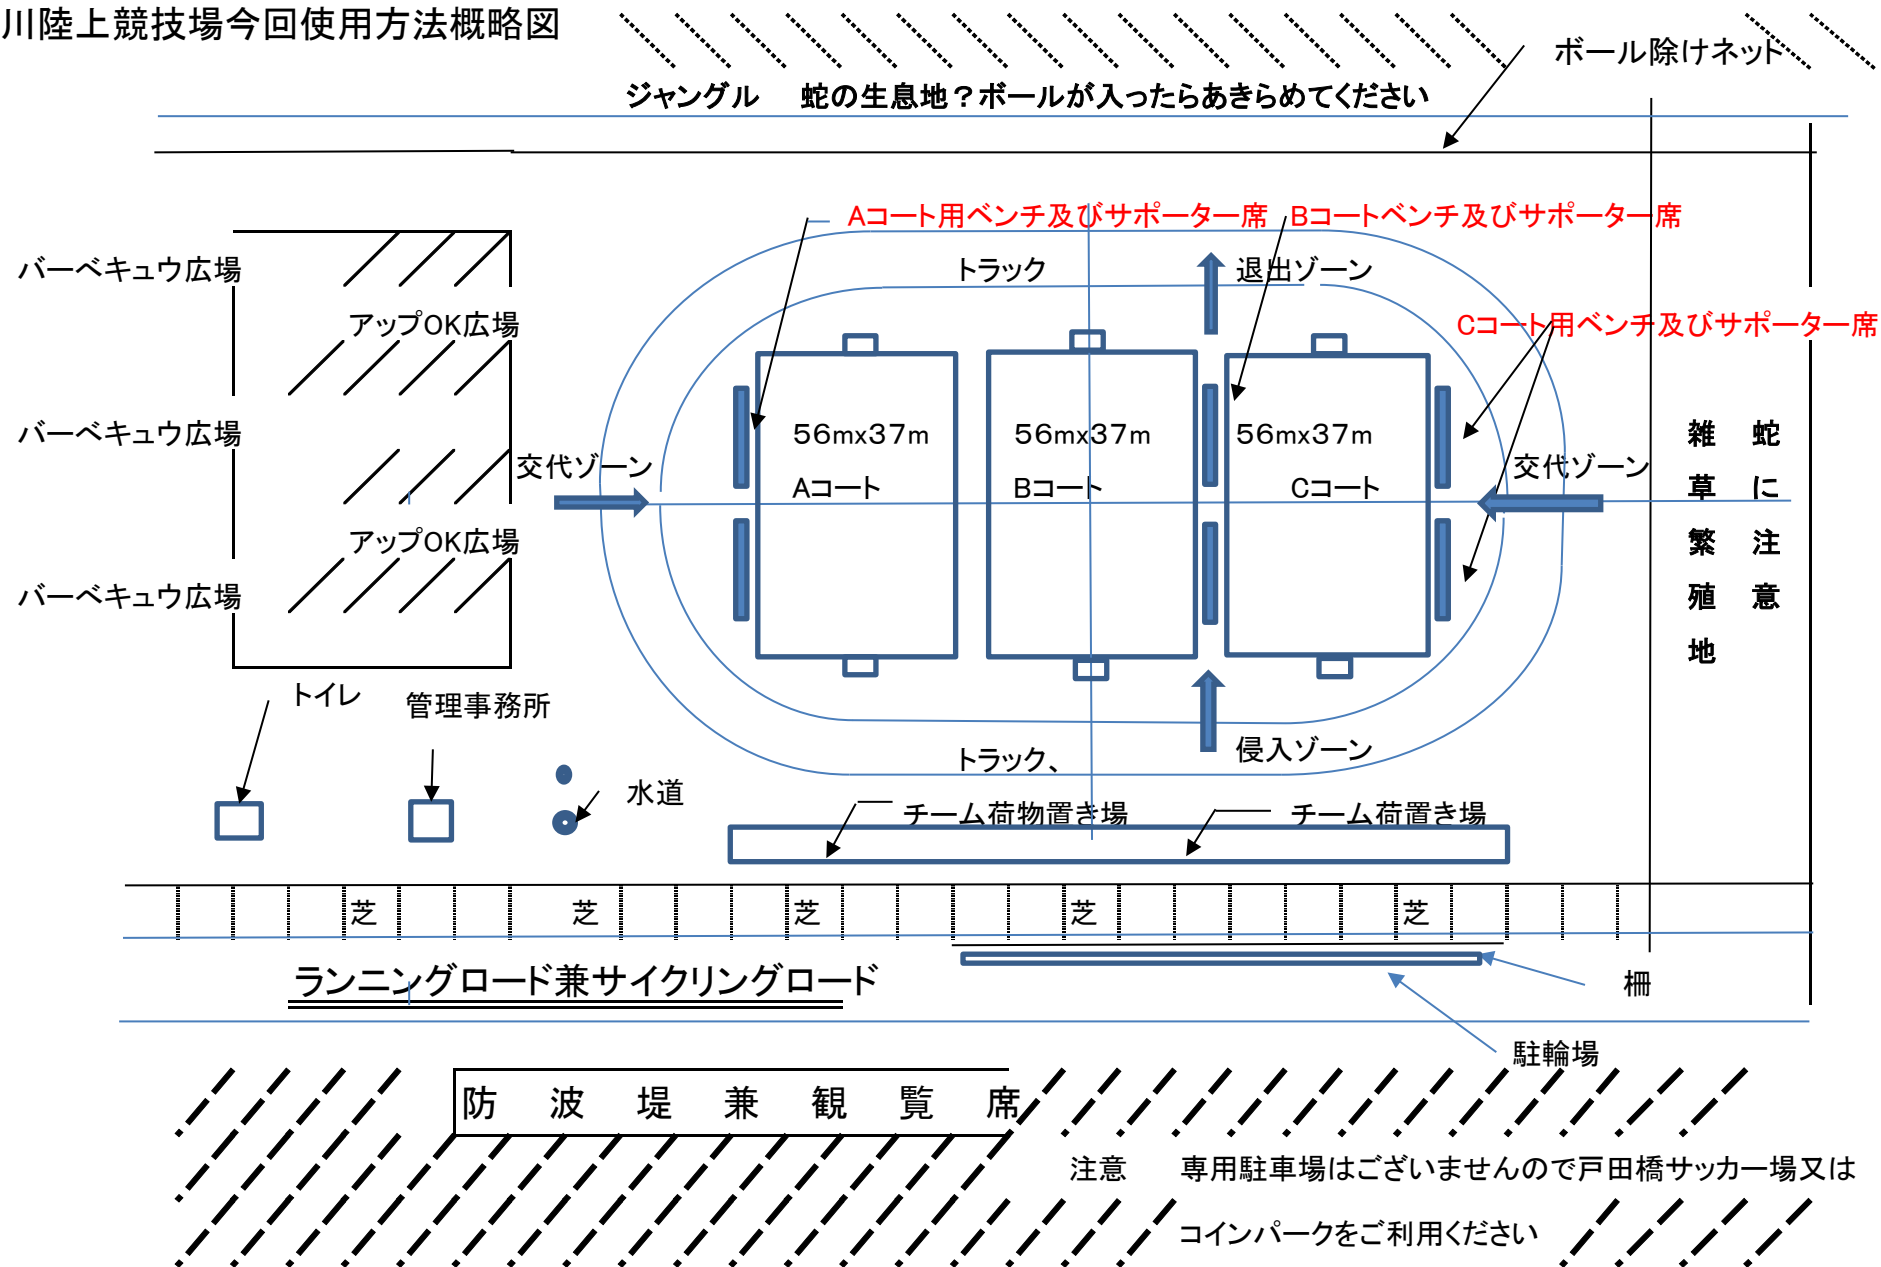 川陸上競技場今回使用方法概略図
ボール除けネット
ジャングル　蛇の生息地？ボールが入ったらあきらめてください
Aコート用ベンチ及びサポーター席
Bコートベンチ及びサポーター席
バーベキュウ広場
トラック
退出ゾーン
アップOK広場
Cコート用ベンチ及びサポーター席
バーベキュウ広場
56mx37m
56mx37m
56mx37m
交代ゾーン
交代ゾーン
Aコート
Bコート
Cコート
雑草繁殖地
蛇に注意
アップOK広場
バーベキュウ広場
トイレ
管理事務所
トラック、
侵入ゾーン
水道
チーム荷物置き場
チーム荷置き場
芝
芝
芝
芝
芝
ランニングロード兼サイクリングロード
柵
駐輪場
防波堤兼観覧席
注意　専用駐車場はございませんので戸田橋サッカー場又は
コインパークをご利用ください